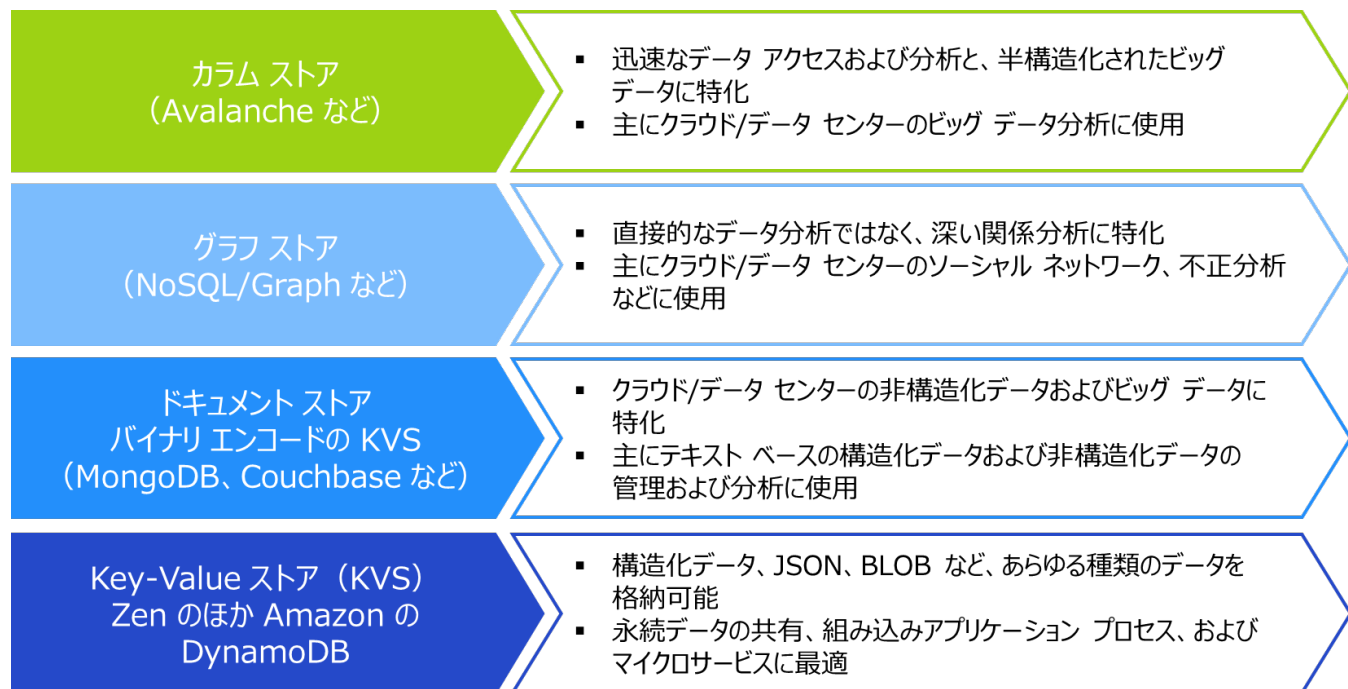 カラム ストア
（Avalanche など）
▪ 迅速なデータ アクセスおよび分析と、半構造化されたビッグ
データに特化
▪ 主にクラウド/データ センターのビッグ データ分析に使用
グラフ ストア
（NoSQL/Graph など）
▪ 直接的なデータ分析ではなく、深い関係分析に特化
▪ 主にクラウド/データ センターのソーシャル ネットワーク、不正分析
などに使用
ドキュメント ストア
バイナリ エンコードの KVS
（MongoDB、Couchbase など）
▪ クラウド/データ センターの非構造化データおよびビッグ データに
特化
▪ 主にテキスト ベースの構造化データおよび非構造化データの
管理および分析に使用
Key-Value ストア（KVS）
Zen のほか Amazon の
DynamoDB
▪ 構造化データ、JSON、BLOB など、あらゆる種類のデータを
格納可能
▪ 永続データの共有、組み込みアプリケーション プロセス、および
マイクロサービスに最適